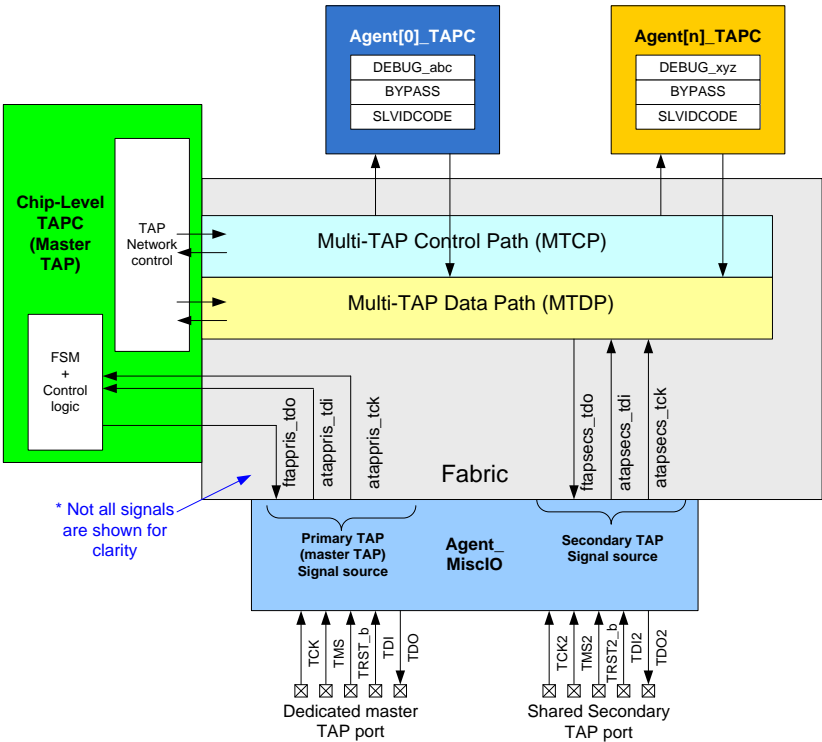 Agent[0]_TAPC
DEBUG_abc
BYPASS
SLVIDCODE
Agent[n]_TAPC
DEBUG_xyz
BYPASS
SLVIDCODE
Chip-Level
TAPC
(Master
TAP)
TAP
Network
control
FSM
+
Control
logic
Multi-TAP Control Path (MTCP)
Multi-TAP Data Path (MTDP)
ftappris_tdo
atappris_tdi
atappris_tck
ftapsecs_tdo
atapsecs_tdi
atapsecs_tck
Fabric
* Not all signals
are shown for
clarity
Primary TAP
(master TAP)
Signal source
Agent_
MiscIO
Secondary TAP
Signal source
TCK
TMS
TRST_b
TDI
TDO
TCK2
TMS2
TRST2_b
TDI2
TDO2
Dedicated master
TAP port
Shared Secondary
TAP port